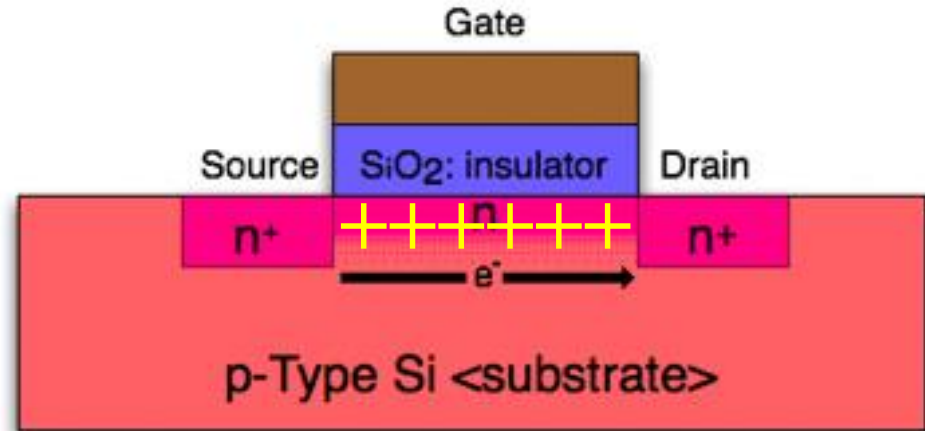 Gate
Source SiO₂: insulator Drain
n⁺ n n⁺
++++++
e⁻
p-Type Si <substrate>